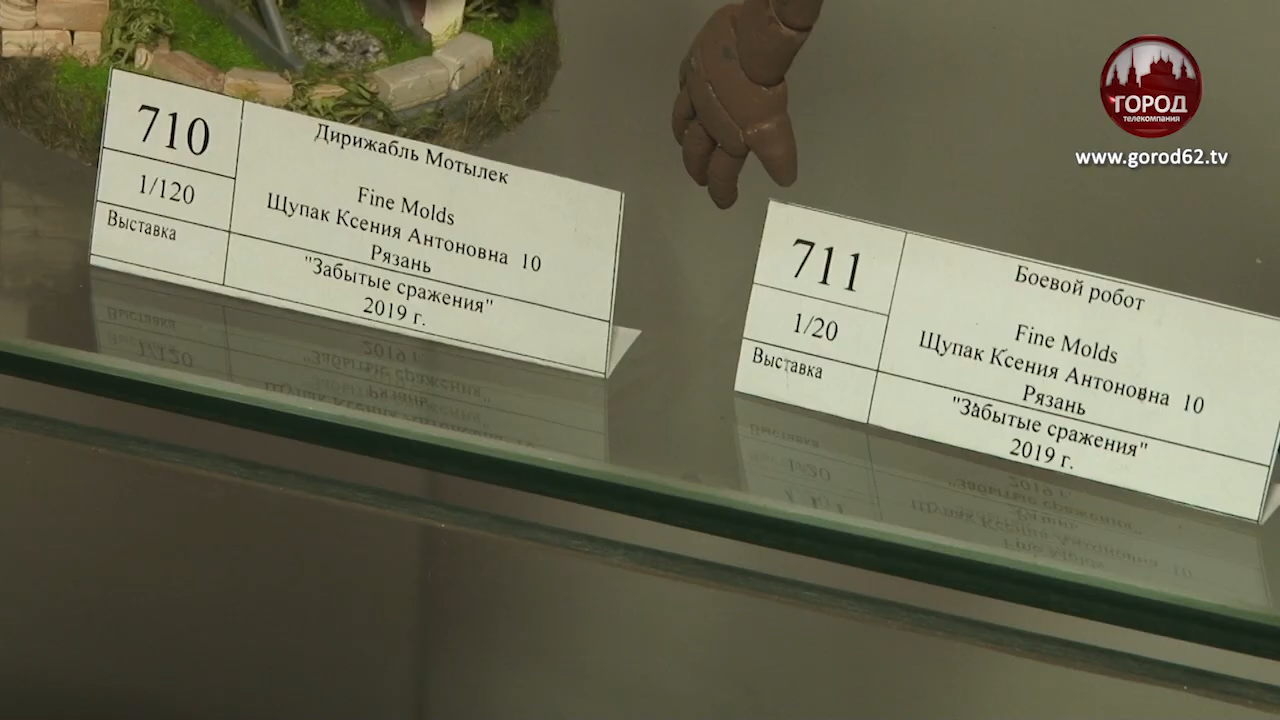 ГОРОД
телекомпания
www.gorod62.tv
710
1/120
Выставка
Дирижабль Мотылек
Fine Molds
Щупак Ксения Антоновна 10
Рязань
"Забытые сражения"
2019 г.
711
1/20
Выставка
Боевой робот
Fine Molds
Щупак Ксения Антоновна 10
Рязань
"Забытые сражения"
2019 г.